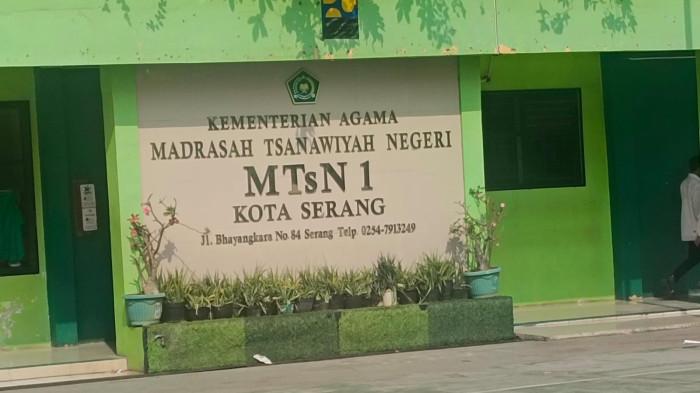 KEMENTERIAN AGAMA
MADRASAH TSANAWIYAH NEGERI
MTsN 1
KOTA SERANG
Jl. Bhayangkara No. 84 Serang Telp. 0254-7913249